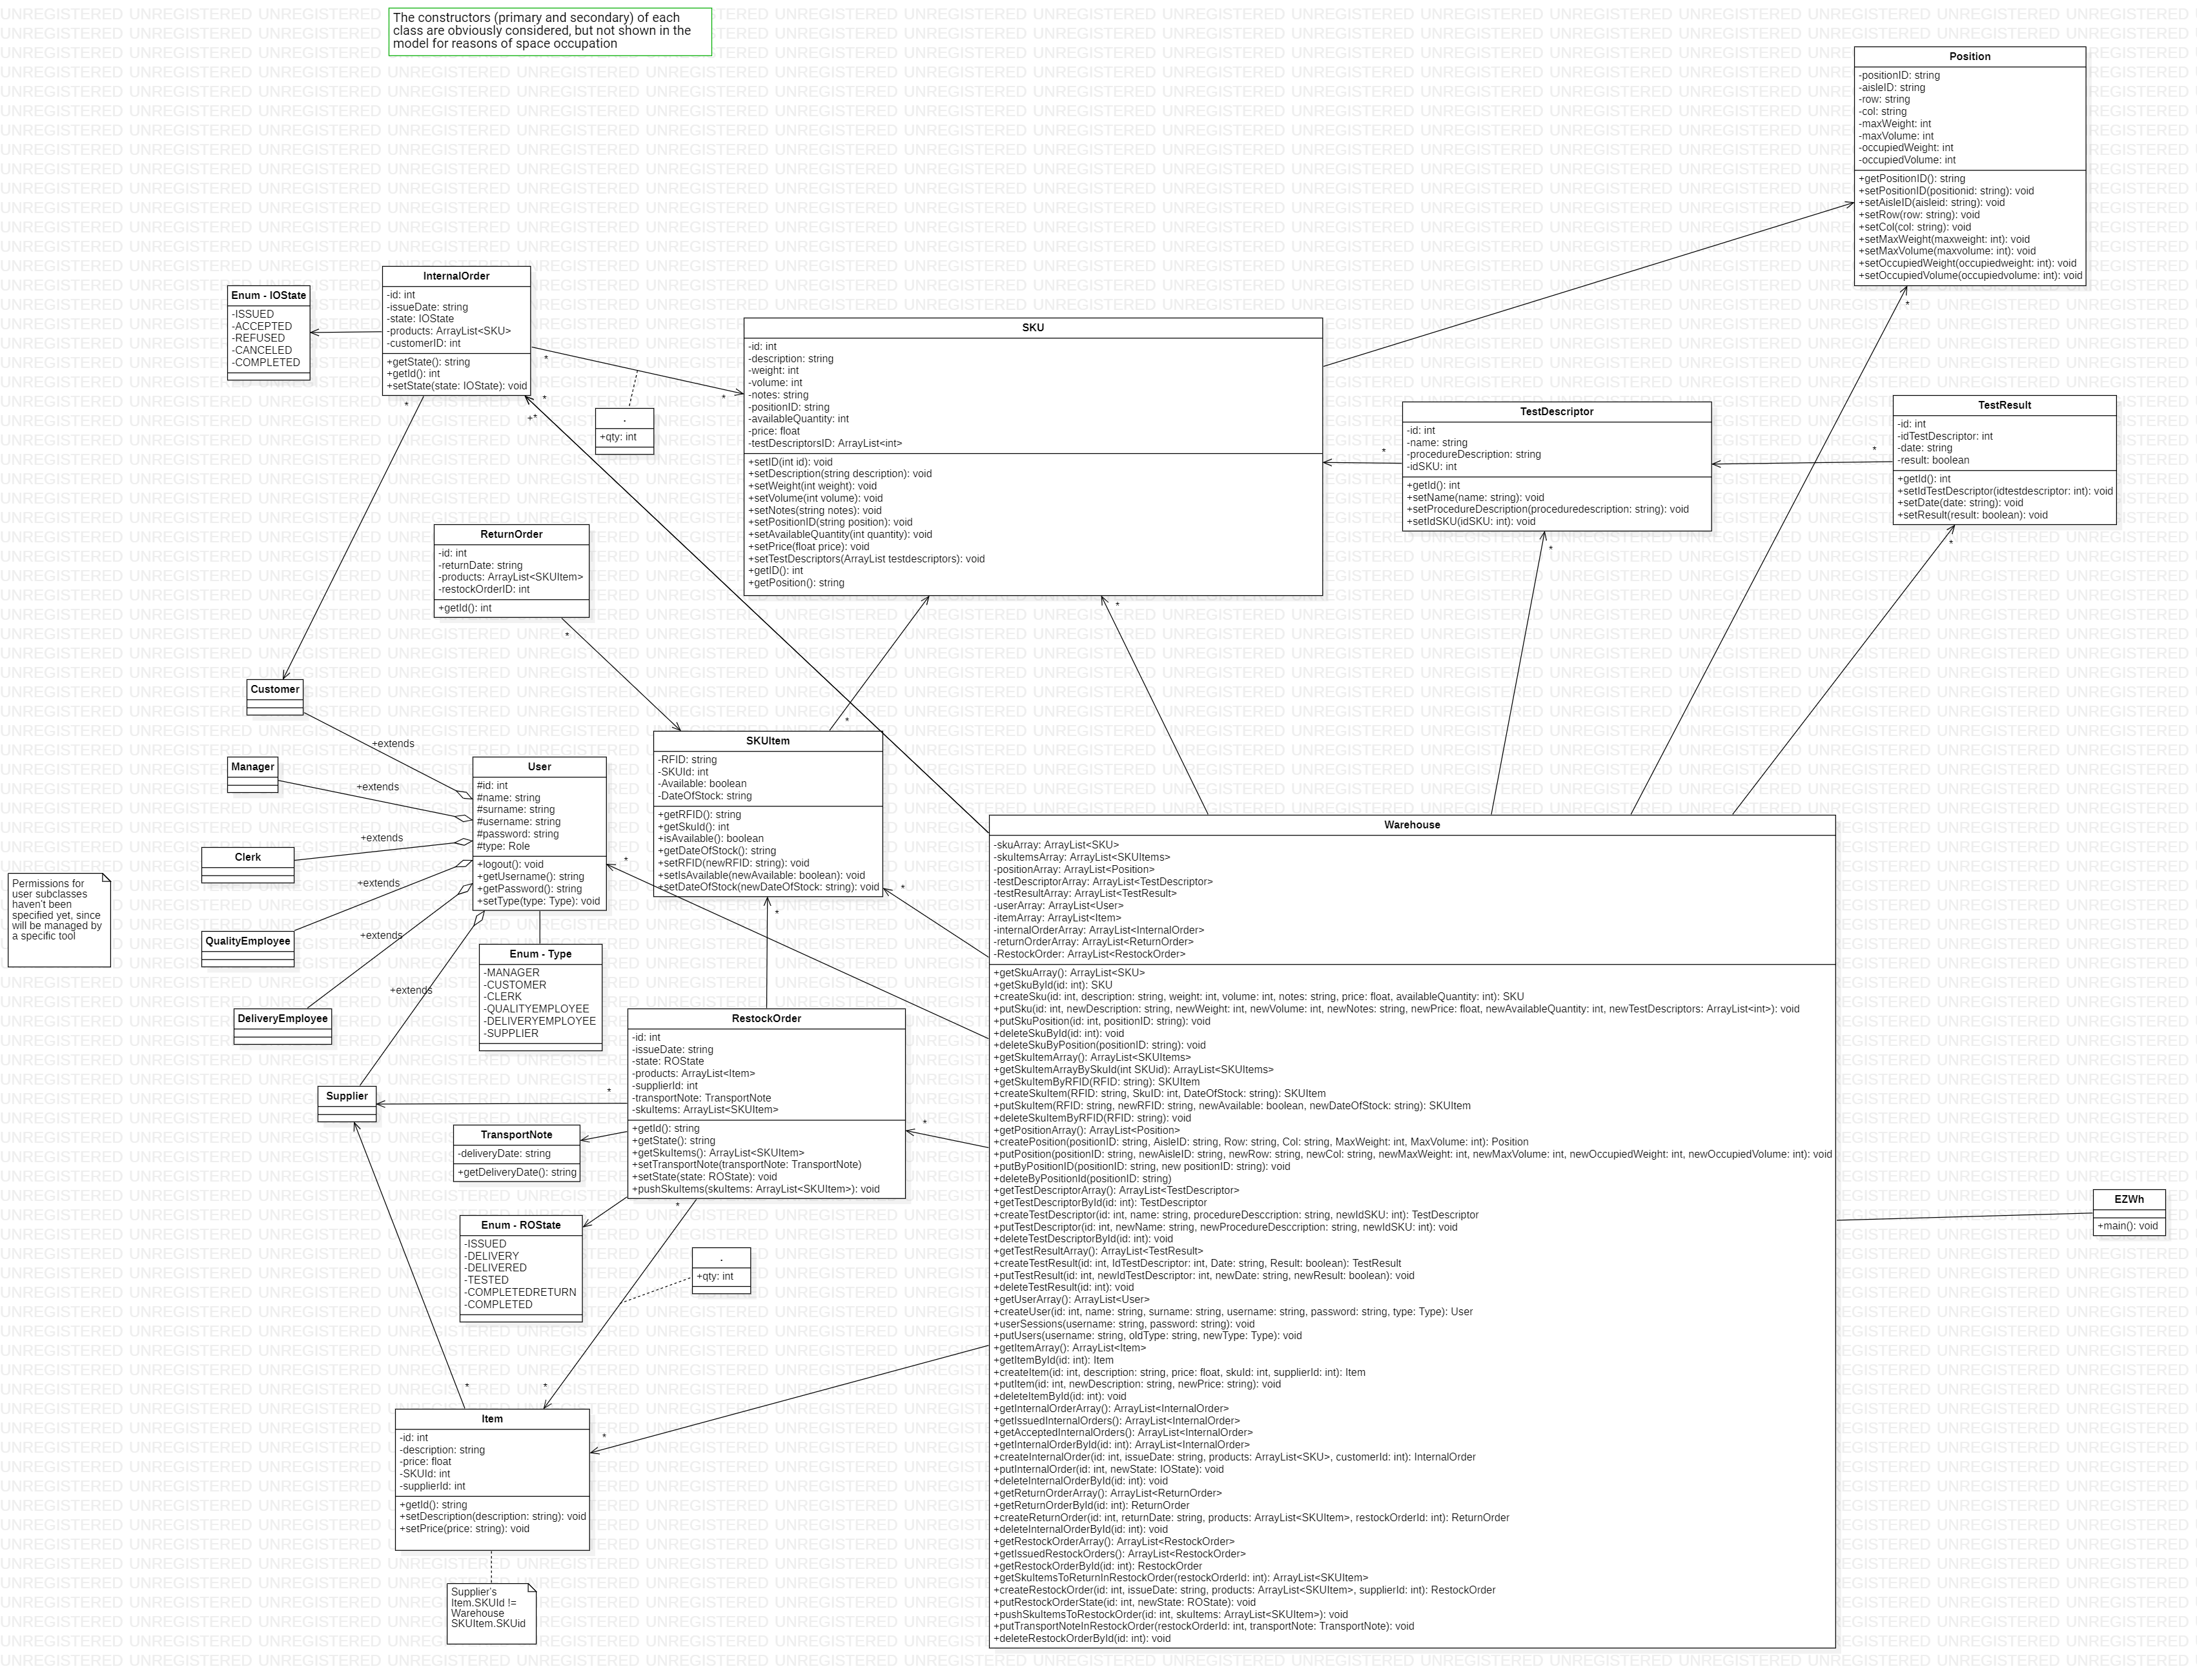 The constructors (primary and secondary) of each
class are obviously considered, but not shown in the
model for reasons of space occupation
Position
-positionID: string
-aisleID: string
-row: string
-col: string
-maxWeight: int
-maxVolume: int
-occupiedWeight: int
-occupiedVolume: int
+getPositionID(): string
+setPositionID(positionid: string): void
+setAisleID(aisleid: string): void
+setRow(row: string): void
+setCol(col: string): void
+setMaxWeight(maxweight: int): void
+setMaxVolume(maxvolume: int): void
+setOccupiedWeight(occupiedweight: int): void
+setOccupiedVolume(occupiedvolume: int): void
*
InternalOrder
-id: int
-issueDate: string
-state: IOState
-products: ArrayList<SKU>
-customerID: int
+getState(): string
+getId(): int
+setState(state: IOState): void
*
*
*
+*
*
Enum - IOState
-ISSUED
-ACCEPTED
-REFUSED
-CANCELED
-COMPLETED
.
+qty: int
SKU
-id: int
-description: string
-weight: int
-volume: int
-notes: string
-positionID: string
-availableQuantity: int
-price: float
-testDescriptorsID: ArrayList<int>
+setID(int id): void
+setDescription(string description): void
+setWeight(int weight): void
+setVolume(int volume): void
+setNotes(string notes): void
+setPositionID(string position): void
+setAvailableQuantity(int quantity): void
+setPrice(float price): void
+setTestDescriptors(ArrayList testdescriptors): void
+getID(): int
+getPosition(): string
*
TestDescriptor
-id: int
-name: string
-procedureDescription: string
-idSKU: int
+getId(): int
+setName(name: string): void
+setProcedureDescription(proceduredescription: string): void
+setIdSKU(idSKU: int): void
*
*
TestResult
-id: int
-idTestDescriptor: int
-date: string
-result: boolean
+getId(): int
+setIdTestDescriptor(idtestdescriptor: int): void
+setDate(date: string): void
+setResult(result: boolean): void
*
*
ReturnOrder
-id: int
-returnDate: string
-products: ArrayList<SKUItem>
-restockOrderID: int
+getId(): int
*
Customer
Manager
Clerk
QualityEmployee
DeliveryEmployee
Supplier
+extends
+extends
+extends
+extends
+extends
+extends
Permissions for
user subclasses
haven't been
specified yet, since
will be managed by
a specific tool
User
#id: int
#name: string
#surname: string
#username: string
#password: string
#type: Role
+logout(): void
+getUsername(): string
+getPassword(): string
+setType(type: Type): void
*
Enum - Type
-MANAGER
-CUSTOMER
-CLERK
-QUALITYEMPLOYEE
-DELIVERYEMPLOYEE
-SUPPLIER
SKUItem
-RFID: string
-SKUId: int
-Available: boolean
-DateOfStock: string
+getRFID(): string
+getSkuId(): int
+isAvailable(): boolean
+getDateOfStock(): string
+setRFID(newRFID: string): void
+setIsAvailable(newAvailable: boolean): void
+setDateOfStock(newDateOfStock: string): void
*
*
*
RestockOrder
-id: int
-issueDate: string
-state: ROState
-products: ArrayList<Item>
-supplierId: int
-transportNote: TransportNote
-skuItems: ArrayList<SKUItem>
+getId(): string
+getState(): string
+getSkuItems(): ArrayList<SKUItem>
+setTransportNote(transportNote: TransportNote)
+setState(state: ROState): void
+pushSkuItems(skuItems: ArrayList<SKUItem>): void
*
*
*
TransportNote
-deliveryDate: string
+getDeliveryDate(): string
Enum - ROState
-ISSUED
-DELIVERY
-DELIVERED
-TESTED
-COMPLETEDRETURN
-COMPLETED
.
+qty: int
Item
-id: int
-description: string
-price: float
-SKUId: int
-supplierId: int
+getId(): string
+setDescription(description: string): void
+setPrice(price: string): void
*
*
*
Supplier's
Item.SKUId !=
Warehouse
SKUItem.SKUid
Warehouse
-skuArray: ArrayList<SKU>
-skuItemsArray: ArrayList<SKUItems>
-positionArray: ArrayList<Position>
-testDescriptorArray: ArrayList<TestDescriptor>
-testResultArray: ArrayList<TestResult>
-userArray: ArrayList<User>
-itemArray: ArrayList<Item>
-internalOrderArray: ArrayList<InternalOrder>
-returnOrderArray: ArrayList<ReturnOrder>
-RestockOrder: ArrayList<RestockOrder>
+getSkuArray(): ArrayList<SKU>
+getSkuById(id: int): SKU
+createSku(id: int, description: string, weight: int, volume: int, notes: string, price: float, availableQuantity: int): SKU
+putSku(id: int, newDescription: string, newWeight: int, newVolume: int, newNotes: string, newPrice: float, newAvailableQuantity: int, newTestDescriptors: ArrayList<int>): void
+putSkuPosition(id: int, positionID: string): void
+deleteSkuById(id: int): void
+deleteSkuByPosition(positionID: string): void
+getSkuItemArray(): ArrayList<SKUItems>
+getSkuItemArrayBySkuId(int SKUid): ArrayList<SKUItems>
+getSkuItemByRFID(RFID: string): SKUItem
+createSkuItem(RFID: string, SkuID: int, DateOfStock: string): SKUItem
+putSkuItem(RFID: string, newRFID: string, newAvailable: boolean, newDateOfStock: string): SKUItem
+deleteSkuItemByRFID(RFID: string): void
+getPositionArray(): ArrayList<Position>
+createPosition(positionID: string, AisleID: string, Row: string, Col: string, MaxWeight: int, MaxVolume: int): Position
+putPosition(positionID: string, newAisleID: string, newRow: string, newCol: string, newMaxWeight: int, newMaxVolume: int, newOccupiedWeight: int, newOccupiedVolume: int): void
+putByPositionID(positionID: string, new positionID: string): void
+deleteByPositionId(positionID: string)
+getTestDescriptorArray(): ArrayList<TestDescriptor>
+getTestDescriptorById(id: int): TestDescriptor
+createTestDescriptor(id: int, name: string, procedureDesccription: string, newIdSKU: int): TestDescriptor
+putTestDescriptor(id: int, newName: string, newProcedureDesccription: string, newIdSKU: int): void
+deleteTestDescriptorById(id: int): void
+getTestResultArray(): ArrayList<TestResult>
+createTestResult(id: int, IdTestDescriptor: int, Date: string, Result: boolean): TestResult
+putTestResult(id: int, newIdTestDescriptor: int, newDate: string, newResult: boolean): void
+deleteTestResult(id: int): void
+getUserArray(): ArrayList<User>
+createUser(id: int, name: string, surname: string, username: string, password: string, type: Type): User
+userSessions(username: string, password: string): void
+putUsers(username: string, oldType: string, newType: Type): void
+getItemArray(): ArrayList<Item>
+getItemById(id: int): Item
+createItem(id: int, description: string, price: float, skuId: int, supplierId: int): Item
+putItem(id: int, newDescription: string, newPrice: string): void
+deleteItemById(id: int): void
+getInternalOrderArray(): ArrayList<InternalOrder>
+getIssuedInternalOrders(): ArrayList<InternalOrder>
+getAcceptedInternalOrders(): ArrayList<InternalOrder>
+getInternalOrderById(id: int): ArrayList<InternalOrder>
+createInternalOrder(id: int, issueDate: string, products: ArrayList<SKU>, customerId: int): InternalOrder
+putInternalOrder(id: int, newState: IOState): void
+deleteInternalOrderById(id: int): void
+getReturnOrderArray(): ArrayList<ReturnOrder>
+getReturnOrderById(id: int): ReturnOrder
+createReturnOrder(id: int, returnDate: string, products: ArrayList<SKUItem>, restockOrderId: int): ReturnOrder
+deleteInternalOrderById(id: int): void
+getRestockOrderArray(): ArrayList<RestockOrder>
+getIssuedRestockOrders(): ArrayList<RestockOrder>
+getRestockOrderById(id: int): RestockOrder
+getSkuItemsToReturnInRestockOrder(restockOrderId: int): ArrayList<SKUItem>
+createRestockOrder(id: int, issueDate: string, products: ArrayList<SKUItem>, supplierId: int): RestockOrder
+putRestockOrderState(id: int, newState: ROState): void
+pushSkuItemsToRestockOrder(id: int, skuItems: ArrayList<SKUItem>): void
+putTransportNoteInRestockOrder(restockOrderId: int, transportNote: TransportNote): void
+deleteRestockOrderById(id: int): void
EZWh
+main(): void